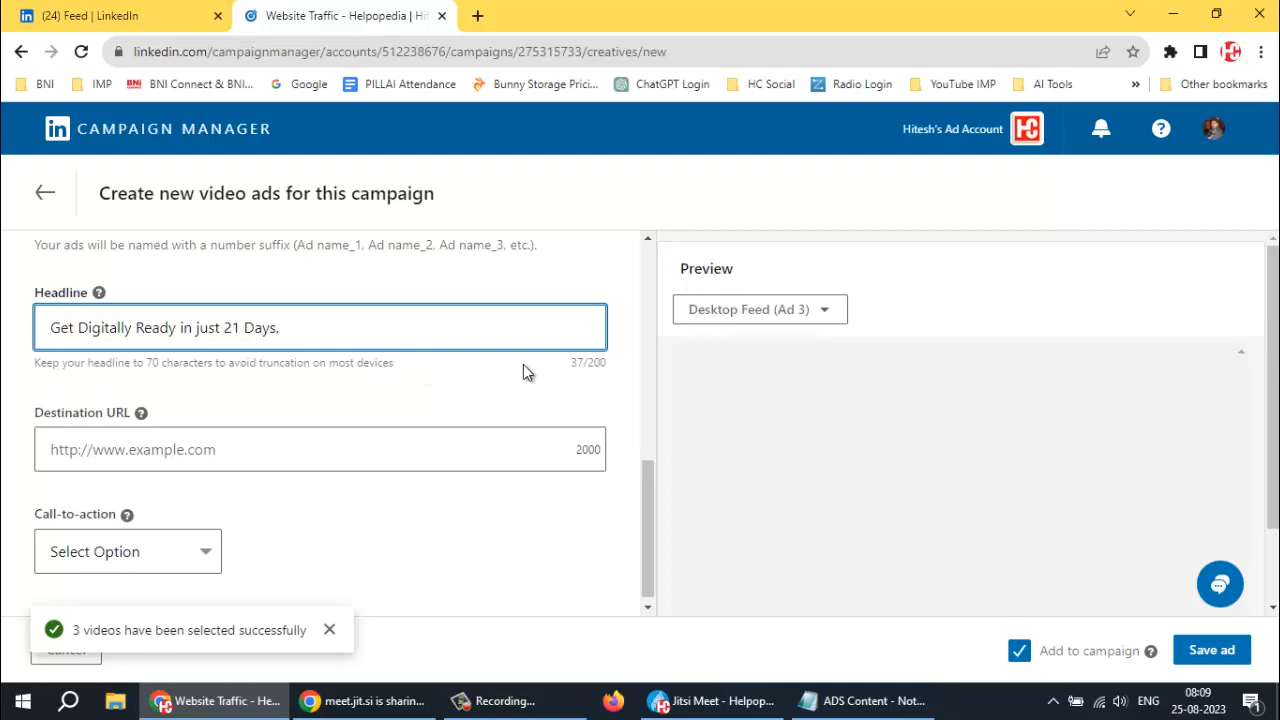 (24) Feed | LinkedIn
Website Traffic - Helpopedia | Hit
linkedin.com/campaignmanager/accounts/512238676/campaigns/275315733/creatives/new
BNI
IMP
BNI Connect & BNI...
Google
PILLAI Attendance
Bunny Storage Prici...
ChatGPT Login
HC Social
Radio Login
YouTube IMP
AI Tools
»
Other bookmarks
in CAMPAIGN MANAGER
Hitesh's Ad Account
HC
Create new video ads for this campaign
Your ads will be named with a number suffix (Ad name_1, Ad name_2, Ad name_3, etc.).
Headline
Get Digitally Ready in just 21 Days.
Keep your headline to 70 characters to avoid truncation on most devices
37/200
Destination URL
http://www.example.com
2000
Call-to-action
Select Option
Preview
Desktop Feed (Ad 3)
3 videos have been selected successfully
Add to campaign
Save ad
Website Traffic - He...
meet.jit.si is sharin...
Recording...
Jitsi Meet - Helpop...
ADS Content - Not...
ENG
08:09
25-08-2023
1